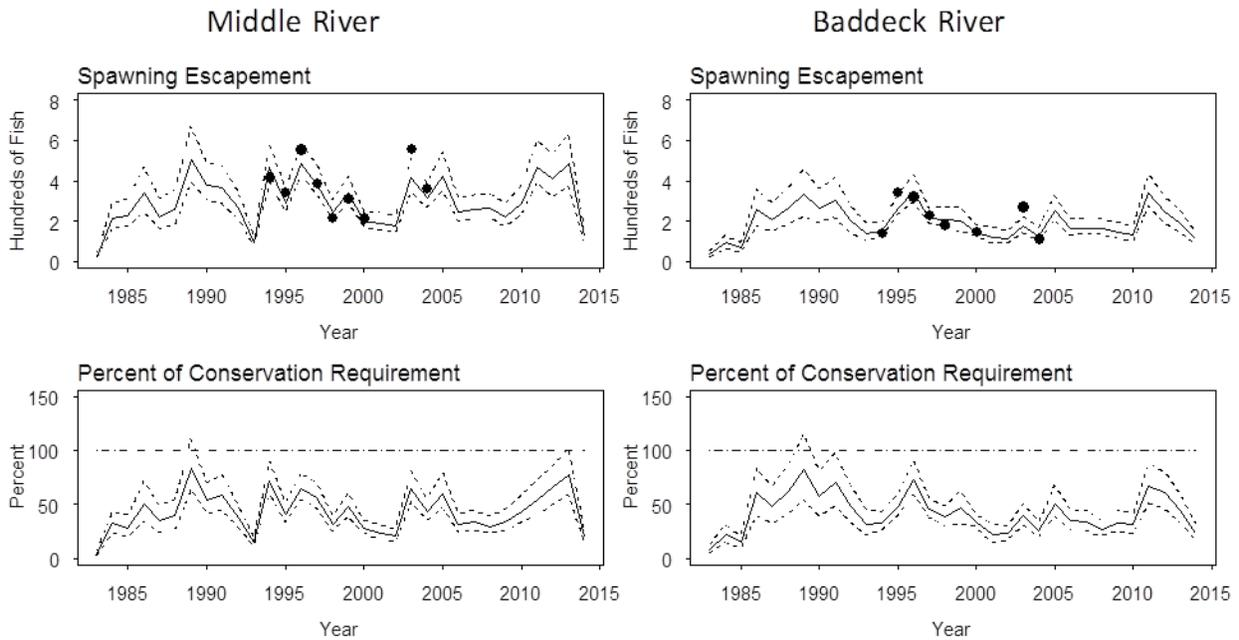 Middle River
Baddeck River
Spawning Escapement
Spawning Escapement
Hundreds of Fish
8
6
4
2
0
1985 1990 1995 2000 2005 2010 2015
Year
Hundreds of Fish
8
6
4
2
0
1985 1990 1995 2000 2005 2010 2015
Year
Percent of Conservation Requirement
Percent of Conservation Requirement
Percent
150
100
50
0
1985 1990 1995 2000 2005 2010 2015
Year
Percent
150
100
50
0
1985 1990 1995 2000 2005 2010 2015
Year